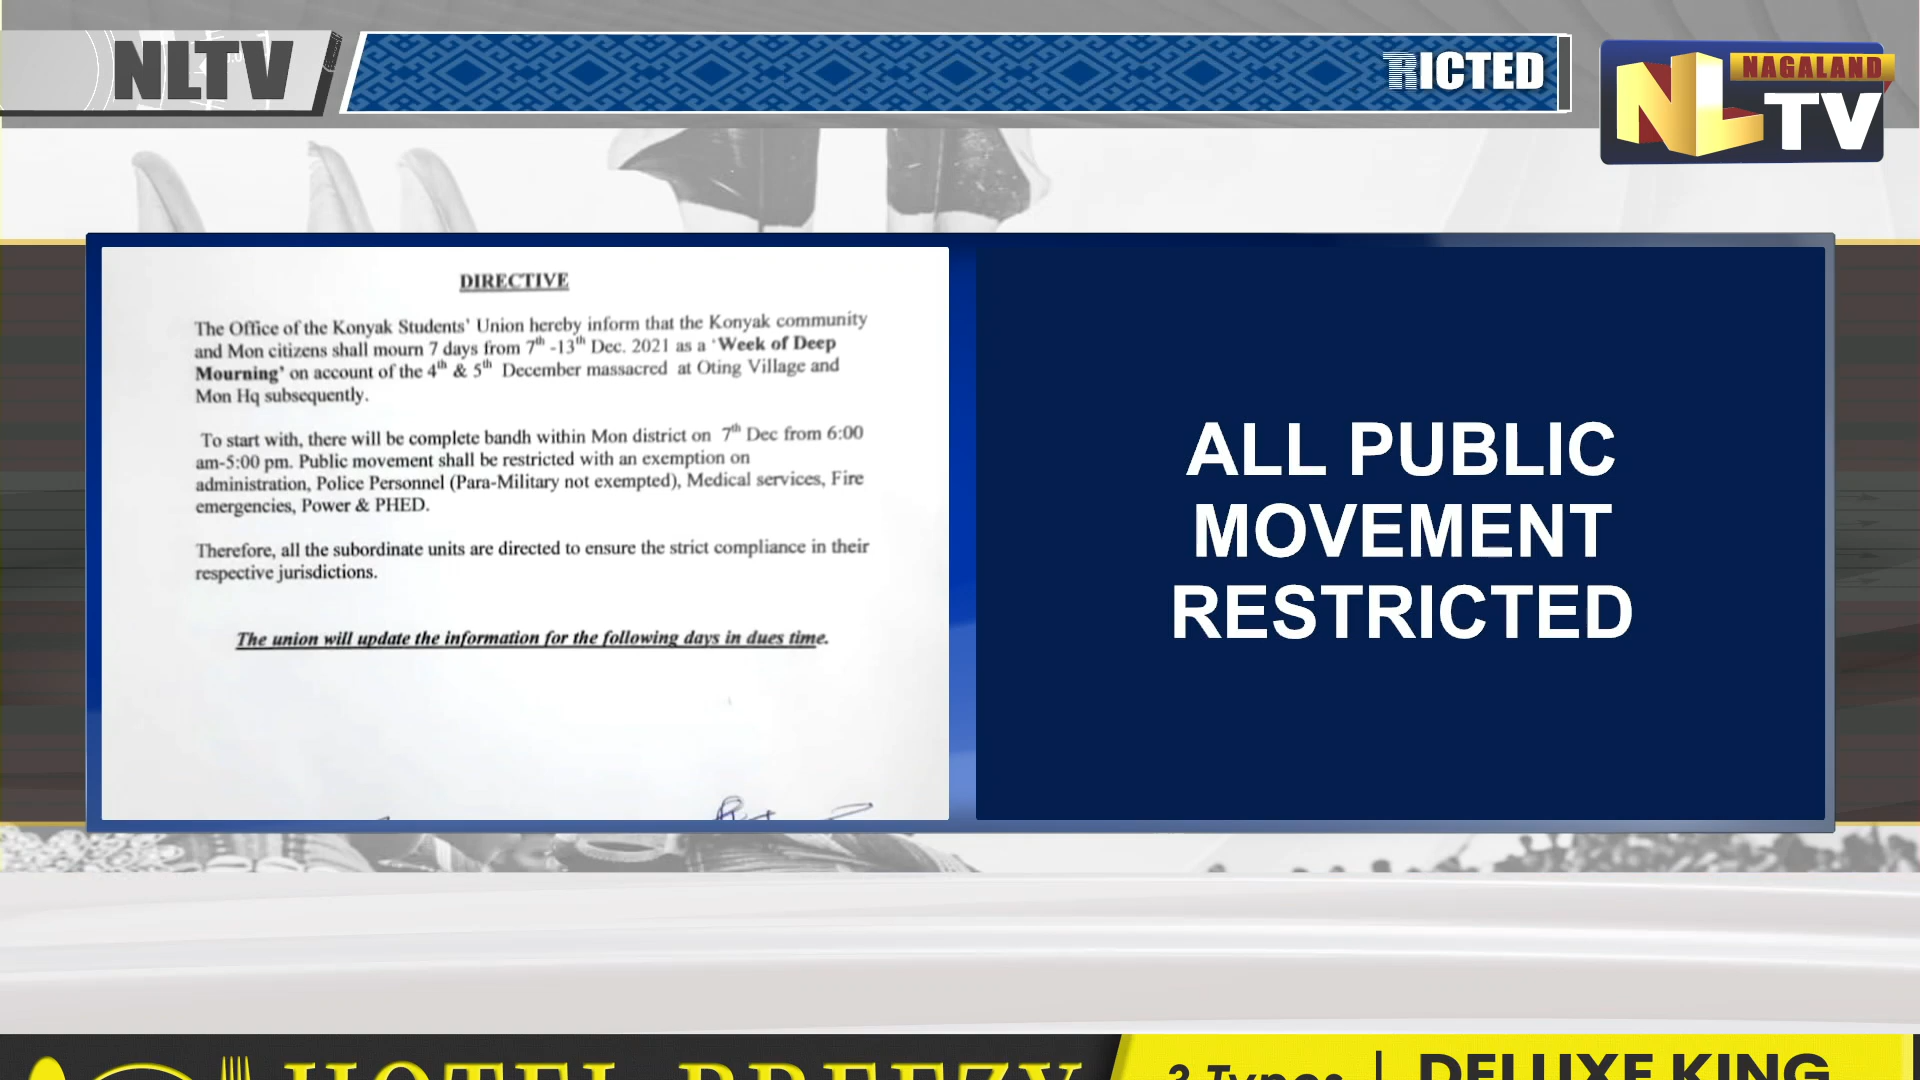 NLTV
RICTED
NAGALAND
NLTV
DIRECTIVE
The Office of the Konyak Students' Union hereby inform that the Konyak community
and Mon citizens shall mourn 7 days from 7th -13th Dec. 2021 as a 'Week of Deep
Mourning' on account of the 4th & 5th December massacred at Oting Village and
Mon Hq subsequently.
To start with, there will be complete bandh within Mon district on 7th Dec from 6:00
am-5:00 pm. Public movement shall be restricted with an exemption on
administration, Police Personnel (Para-Military not exempted), Medical services, Fire
emergencies, Power & PHED.
Therefore, all the subordinate units are directed to ensure the strict compliance in their
respective jurisdictions.
The union will update the information for the following days in dues time.
ALL PUBLIC
MOVEMENT
RESTRICTED
HOTEL BREEZY
3 Types | DELUXE KING